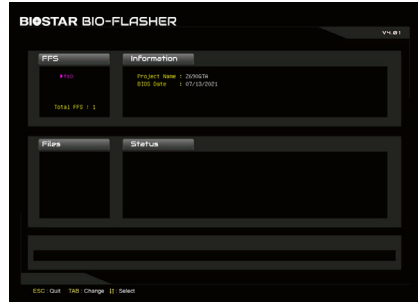 BIOSTAR BIO-FLASHER
V4.01
FFS
Information
Project Name : Z690GTA
BIOS Date : 07/13/2021
Total FFS : 1
Files
Status
ESC : Quit TAB : Change ↕ : Select